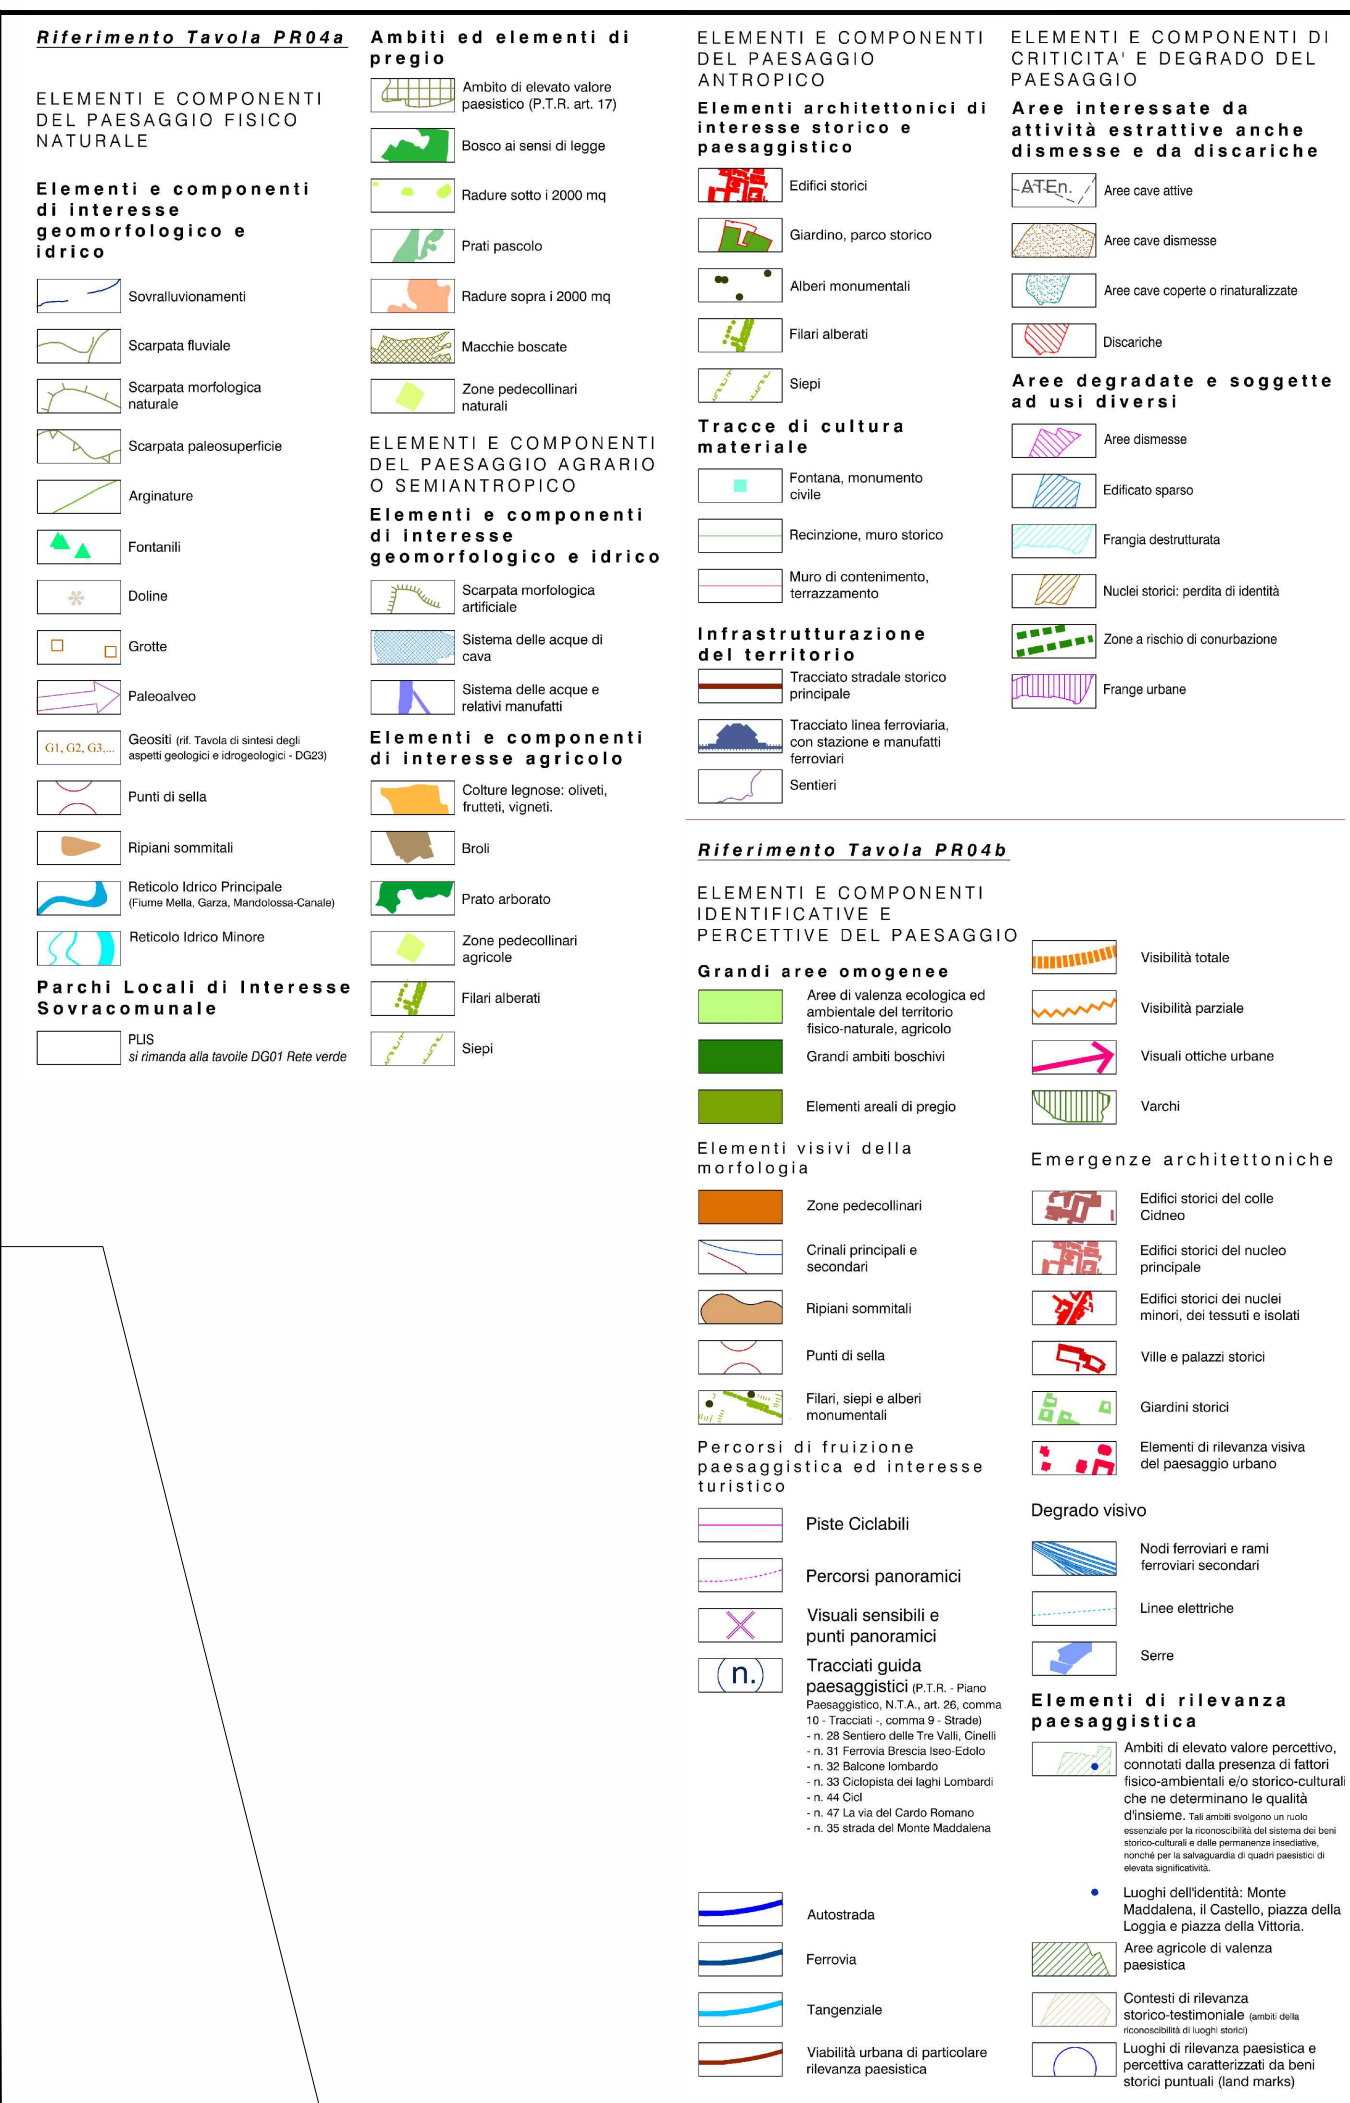 Riferimento Tavola PR04a
ELEMENTI E COMPONENTI
DEL PAESAGGIO FISICO
NATURALE
Elementi e componenti
di interesse
geomorfologico e
idrico
Sovralluvionamenti
Scarpata fluviale
Scarpata morfologica
naturale
Scarpata paleosuperficie
Arginature
Fontanili
Doline
Grotte
Paleoalveo
G1, G2, G3,...
Geositi (rif. Tavola di sintesi degli
aspetti geologici e idrogeologici - DG23)
Punti di sella
Ripiani sommitali
Reticolo Idrico Principale
(Fiume Mella, Garza, Mandolossa-Canale)
Reticolo Idrico Minore
Parchi Locali di Interesse
Sovracomunale
PLIS
si rimanda alla tavoile DG01 Rete verde
Ambiti ed elementi di
pregio
Ambito di elevato valore
paesistico (P.T.R. art. 17)
Bosco ai sensi di legge
Radure sotto i 2000 mq
Prati pascolo
Radure sopra i 2000 mq
Macchie boscate
Zone pedecollinari
naturali
ELEMENTI E COMPONENTI
DEL PAESAGGIO AGRARIO
O SEMIANTROPICO
Elementi e componenti
di interesse
geomorfologico e idrico
Scarpata morfologica
artificiale
Sistema delle acque di
cava
Sistema delle acque e
relativi manufatti
Elementi e componenti
di interesse agricolo
Colture legnose: oliveti,
frutteti, vigneti.
Broli
Prato arborato
Zone pedecollinari
agricole
Filari alberati
Siepi
ELEMENTI E COMPONENTI
DEL PAESAGGIO
ANTROPICO
Elementi architettonici di
interesse storico e
paesaggistico
Edifici storici
Giardino, parco storico
Alberi monumentali
Filari alberati
Siepi
Tracce di cultura
materiale
Fontana, monumento
civile
Recinzione, muro storico
Muro di contenimento,
terrazzamento
Infrastrutturazione
del territorio
Tracciato stradale storico
principale
Tracciato linea ferroviaria,
con stazione e manufatti
ferroviari
Sentieri
ELEMENTI E COMPONENTI DI
CRITICITA' E DEGRADO DEL
PAESAGGIO
Aree interessate da
attività estrattive anche
dismesse e da discariche
ATEn.
Aree cave attive
Aree cave dismesse
Aree cave coperte o rinaturalizzate
Discariche
Aree degradate e soggette
ad usi diversi
Aree dismesse
Edificato sparso
Frangia destrutturata
Nuclei storici: perdita di identità
Zone a rischio di conurbazione
Frange urbane
Riferimento Tavola PR04b
ELEMENTI E COMPONENTI
IDENTIFICATIVE E
PERCETTIVE DEL PAESAGGIO
Grandi aree omogenee
Aree di valenza ecologica ed
ambientale del territorio
fisico-naturale, agricolo
Grandi ambiti boschivi
Elementi areali di pregio
Elementi visivi della
morfologia
Zone pedecollinari
Crinali principali e
secondari
Ripiani sommitali
Punti di sella
Filari, siepi e alberi
monumentali
Percorsi di fruizione
paesaggistica ed interesse
turistico
Piste Ciclabili
Percorsi panoramici
Visuali sensibili e
punti panoramici
n.
Tracciati guida
paesaggistici (P.T.R. - Piano
Paesaggistico, N.T.A., art. 26, comma
10 - Tracciati -, comma 9 - Strade)
- n. 28 Sentiero delle Tre Valli, Cinelli
- n. 31 Ferrovia Brescia Iseo-Edolo
- n. 32 Balcone lombardo
- n. 33 Ciclopista dei laghi Lombardi
- n. 44 Cicl
- n. 47 La via del Cardo Romano
- n. 35 strada del Monte Maddalena
Autostrada
Ferrovia
Tangenziale
Viabilità urbana di particolare
rilevanza paesistica
Visibilità totale
Visibilità parziale
Visuali ottiche urbane
Varchi
Emergenze architettoniche
Edifici storici del colle
Cidneo
Edifici storici del nucleo
principale
Edifici storici dei nuclei
minori, dei tessuti e isolati
Ville e palazzi storici
Giardini storici
Elementi di rilevanza visiva
del paesaggio urbano
Degrado visivo
Nodi ferroviari e rami
ferroviari secondari
Linee elettriche
Serre
Elementi di rilevanza
paesaggistica
Ambiti di elevato valore percettivo,
connotati dalla presenza di fattori
fisico-ambientali e/o storico-culturali
che ne determinano le qualità
d'insieme. Tali ambiti svolgono un ruolo
essenziale per la riconoscibilità del sistema dei beni
storico-culturali e delle permanenze insediative,
nonché per la salvaguardia di quadri paesistici di
elevata significatività.
Luoghi dell'identità: Monte
Maddalena, il Castello, piazza della
Loggia e piazza della Vittoria.
Aree agricole di valenza
paesistica
Contesti di rilevanza
storico-testimoniale (ambiti della
riconoscibilità di luoghi storici)
Luoghi di rilevanza paesistica e
percettiva caratterizzati da beni
storici puntuali (land marks)